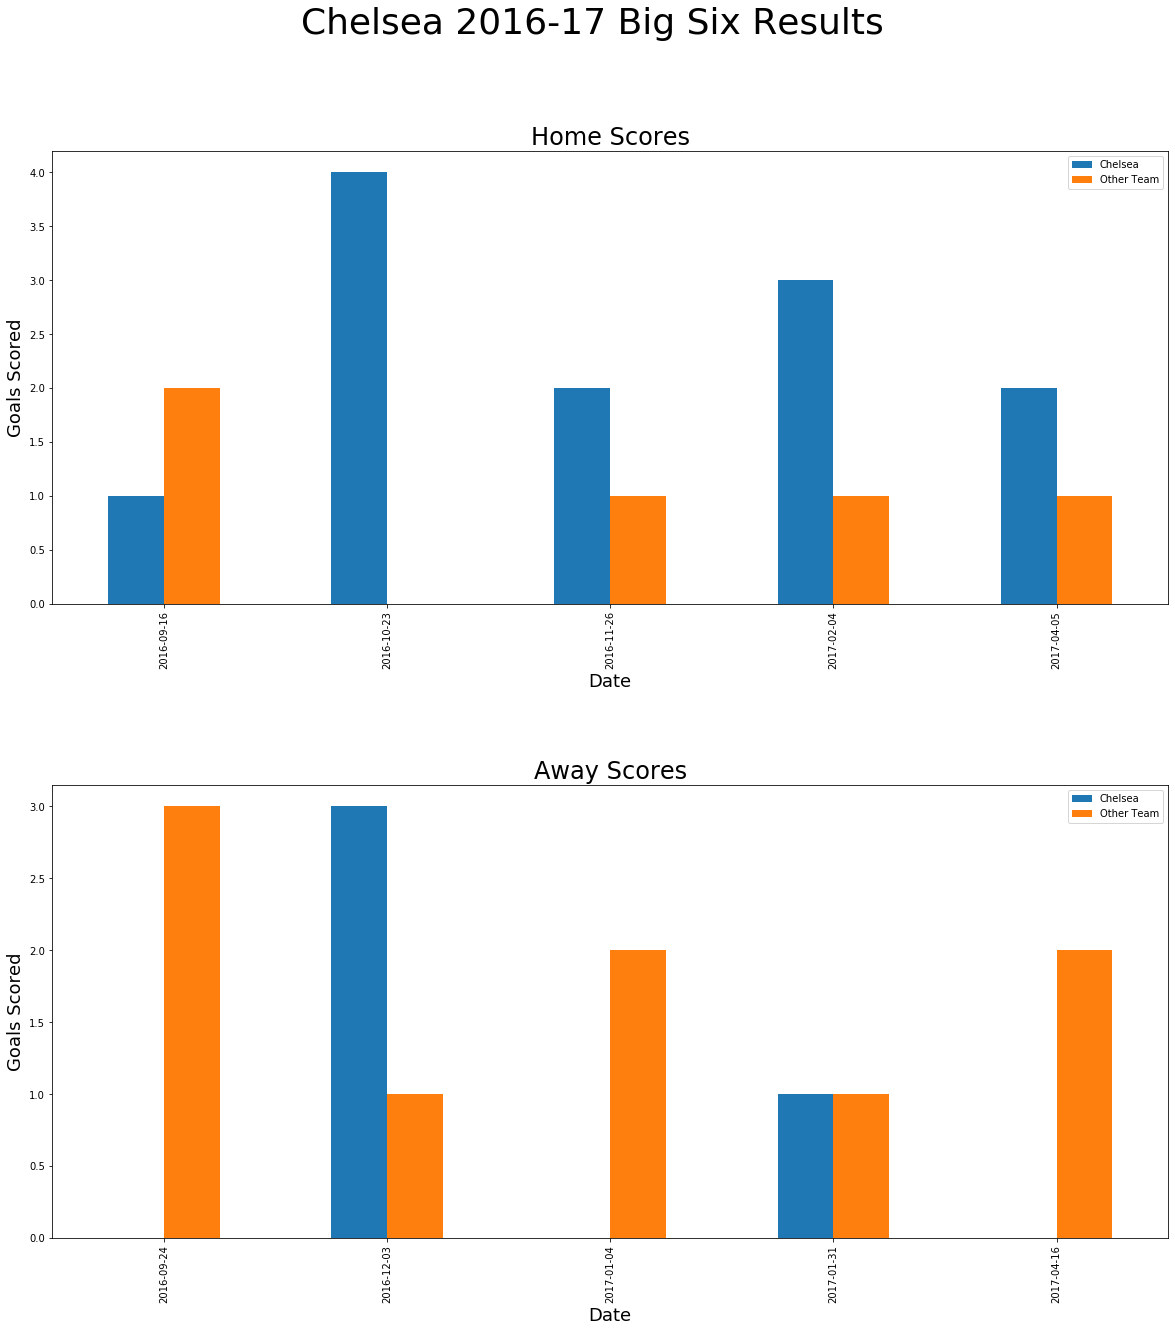 Chelsea 2016-17 Big Six Results
Home Scores
Chelsea
Other Team
4.0
3.5
3.0
2.5
2.0
1.5
1.0
0.5
0.0
Goals Scored
2016-09-16
2016-10-23
2016-11-26
2017-02-04
2017-04-05
Date
Away Scores
Chelsea
Other Team
3.0
2.5
2.0
1.5
1.0
0.5
0.0
Goals Scored
2016-09-24
2016-12-03
2017-01-04
2017-01-31
2017-04-16
Date